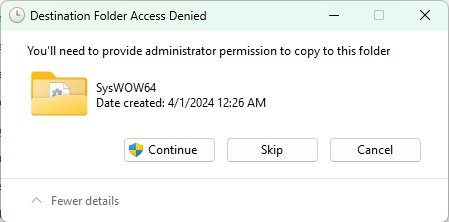 Destination Folder Access Denied
You'll need to provide administrator permission to copy to this folder
SysWOW64
Date created: 4/1/2024 12:26 AM
Continue Skip Cancel
Fewer details